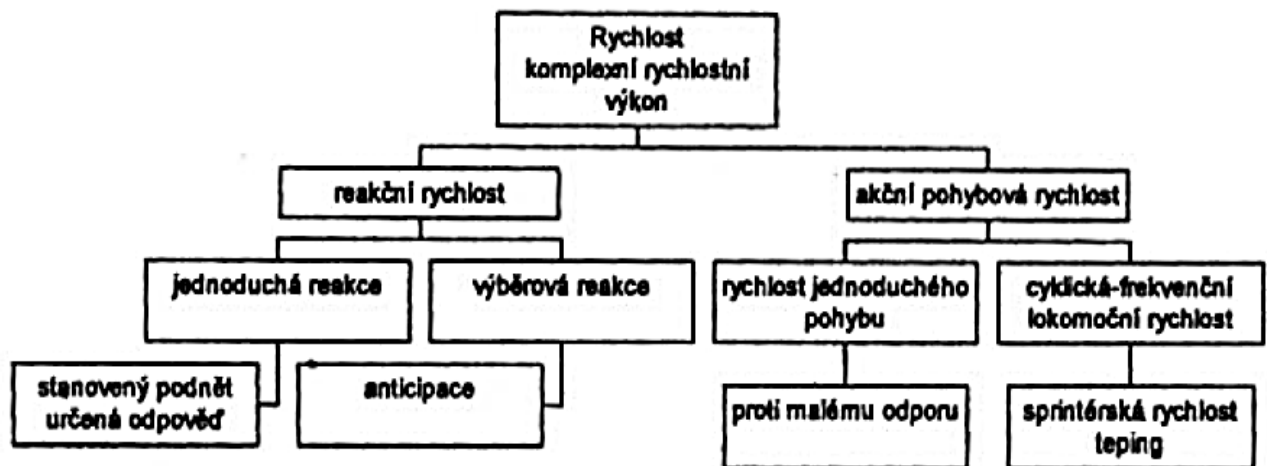 Rychlost
komplexní rychlostní
výkon
reakční rychlost
akční pohybová rychlost
jednoduchá reakce
výběrová reakce
rychlost jednoduchého
pohybu
cyklická-frekvenční
lokomoční rychlost
stanovený podnět
určená odpověď
anticipace
proti malému odporu
sprintérská rychlost
teping